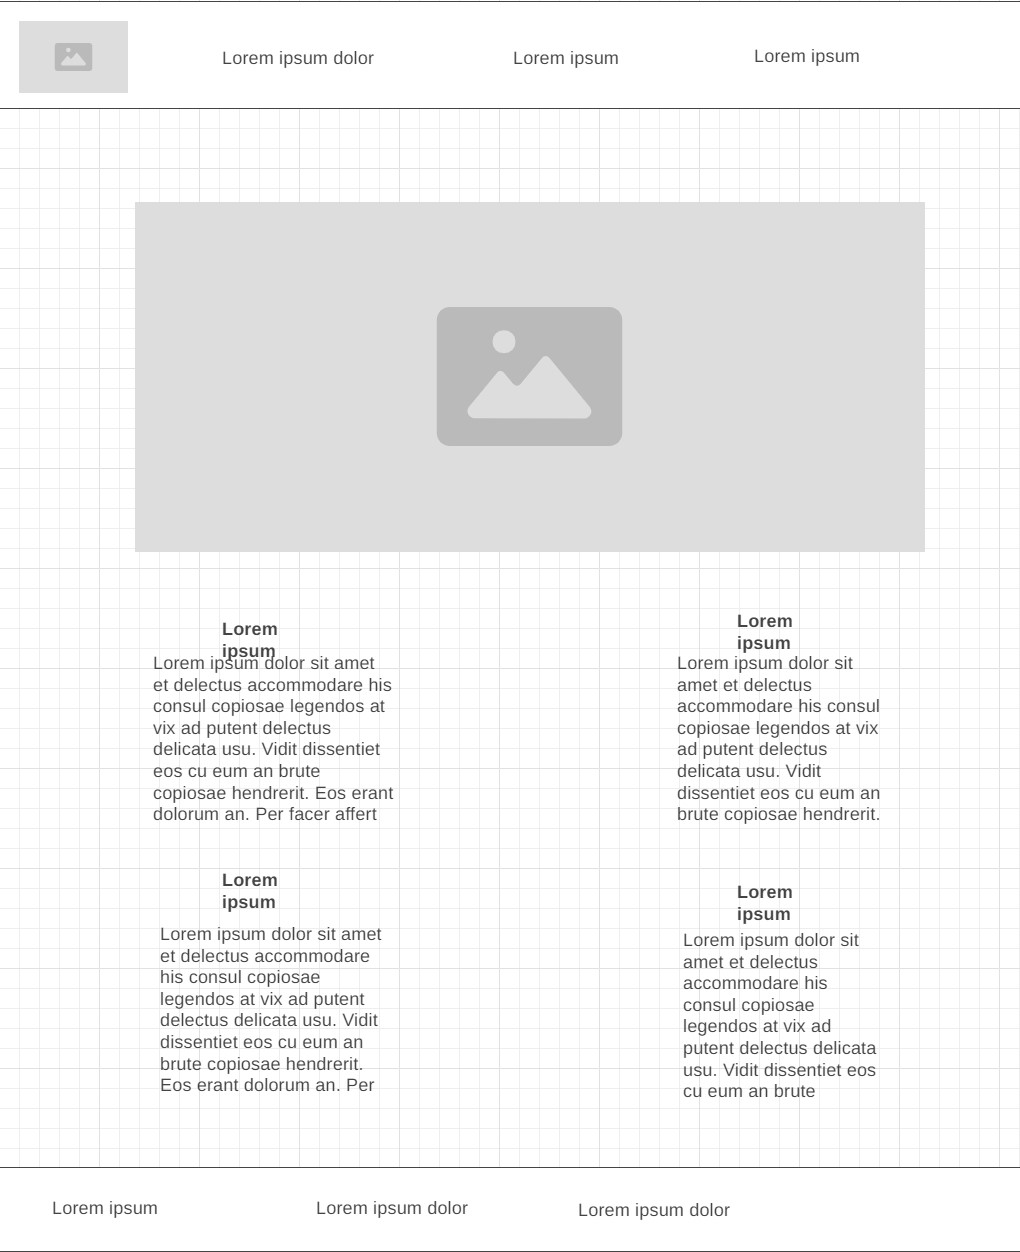 Lorem ipsum dolor
Lorem ipsum
Lorem ipsum
Lorem
ipsum
Lorem ipsum dolor sit amet
et delectus accommodare his
consul copiosae legendos at
vix ad putent delectus
delicata usu. Vidit dissentiet
eos cu eum an brute
copiosae hendrerit. Eos erant
dolorum an. Per facer affert
Lorem
ipsum
Lorem ipsum dolor sit
amet et delectus
accommodare his consul
copiosae legendos at vix
ad putent delectus
delicata usu. Vidit
dissentiet eos cu eum an
brute copiosae hendrerit.
Lorem
ipsum
Lorem ipsum dolor sit amet
et delectus accommodare
his consul copiosae
legendos at vix ad putent
delectus delicata usu. Vidit
dissentiet eos cu eum an
brute copiosae hendrerit.
Eos erant dolorum an. Per
Lorem
ipsum
Lorem ipsum dolor sit
amet et delectus
accommodare his
consul copiosae
legendos at vix ad
putent delectus delicata
usu. Vidit dissentiet eos
cu eum an brute
Lorem ipsum
Lorem ipsum dolor
Lorem ipsum dolor